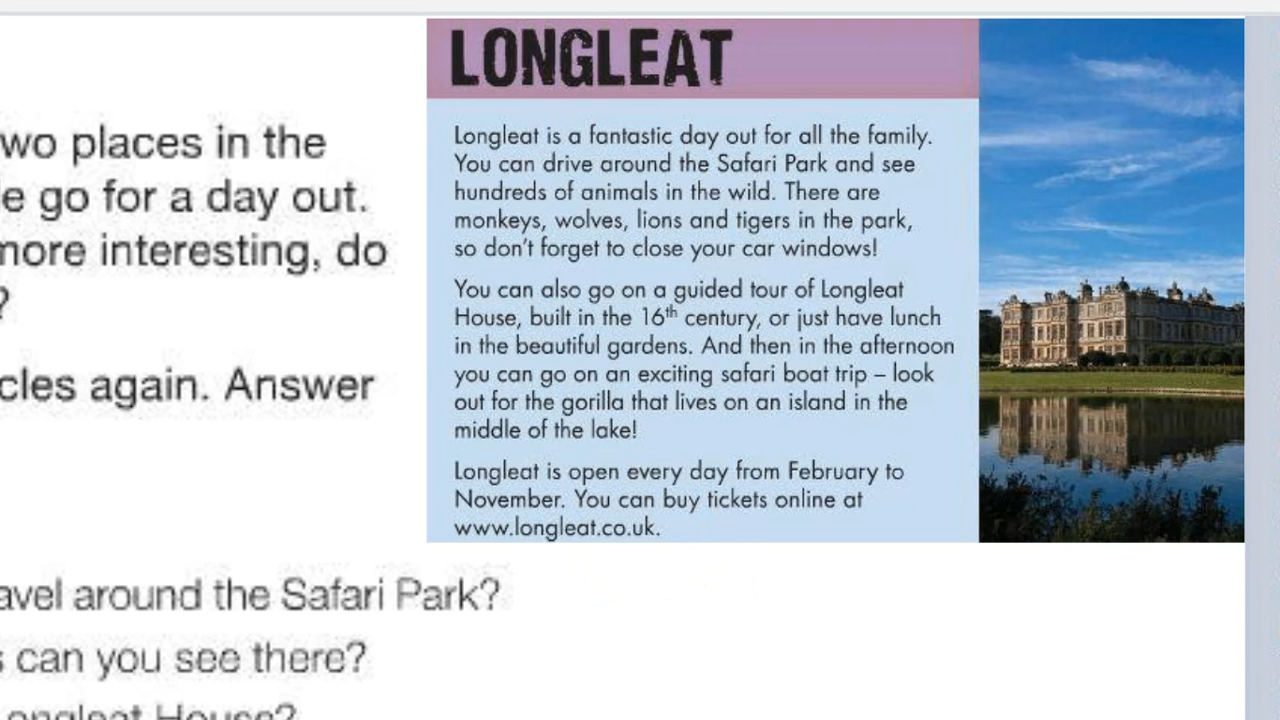 LONGLEAT
wo places in the
e go for a day out.
more interesting, do
?
cles again. Answer
Longleat is a fantastic day out for all the family.
You can drive around the Safari Park and see
hundreds of animals in the wild. There are
monkeys, wolves, lions and tigers in the park,
so don't forget to close your car windows!
You can also go on a guided tour of Longleat
House, built in the 16th century, or just have lunch
in the beautiful gardens. And then in the afternoon
you can go on an exciting safari boat trip – look
out for the gorilla that lives on an island in the
middle of the lake!
Longleat is open every day from February to
November. You can buy tickets online at
www.longleat.co.uk.
avel around the Safari Park?
s can you see there?
Longleat House?